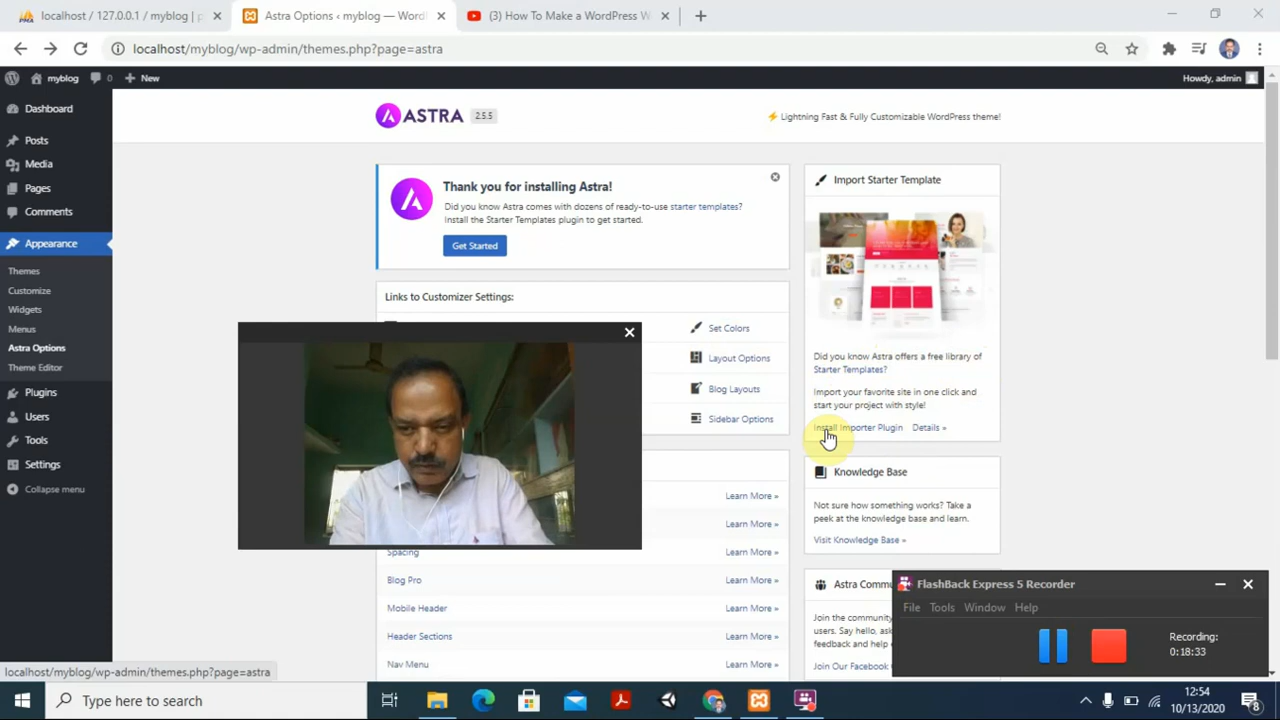 localhost / 127.0.0.1 / myblog | p
Astra Options ‹ myblog — Word
(3) How To Make a WordPress W
localhost/myblog/wp-admin/themes.php?page=astra
myblog
0
New
Howdy, admin
Dashboard
Posts
Media
Pages
Comments
Appearance
Themes
Customize
Widgets
Menus
Astra Options
Theme Editor
Plugins
Users
Tools
Settings
Collapse menu
ASTRA 2.5.5
⚡ Lightning Fast & Fully Customizable WordPress theme!
Thank you for installing Astra!
Did you know Astra comes with dozens of ready-to-use starter templates?
Install the Starter Templates plugin to get started.
Get Started
Links to Customizer Settings:
Set Colors
Layout Options
Blog Layouts
Sidebar Options
Learn More »
Learn More »
Spacing Learn More »
Blog Pro Learn More »
Mobile Header Learn More »
Header Sections Learn More »
Nav Menu Learn More »
Import Starter Template
Did you know Astra offers a free library of
Starter Templates?
Import your favorite site in one click and
start your project with style!
Install Importer Plugin Details »
Knowledge Base
Not sure how something works? Take a
peek at the knowledge base and learn.
Visit Knowledge Base »
Astra Commu
Join the community
users. Say hello, ask
feedback and help
Join Our Facebook
FlashBack Express 5 Recorder
File Tools Window Help
Recording:
0:18:33
localhost/myblog/wp-admin/themes.php?page=astra
Type here to search
12:54
10/13/2020
8